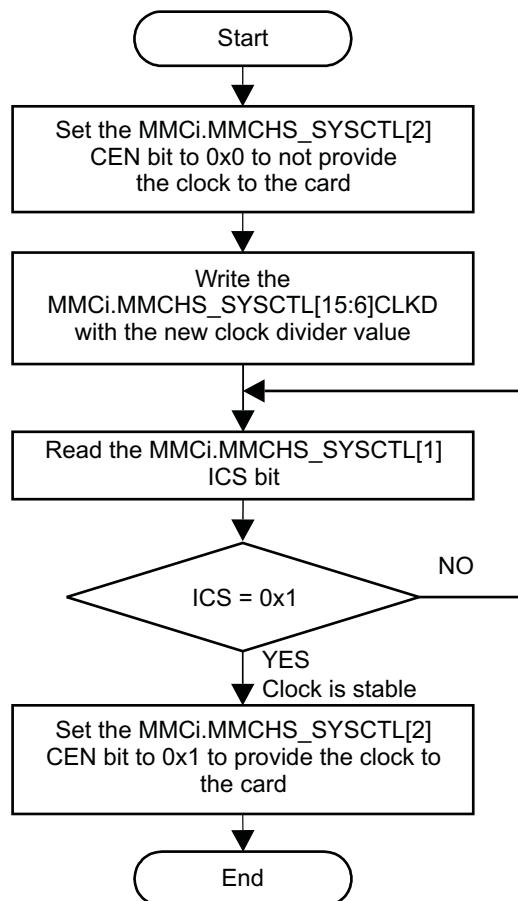 Start
Set the MMCi.MMCHS_SYSCTL[2]
CEN bit to 0x0 to not provide
the clock to the card
Write the
MMCi.MMCHS_SYSCTL[15:6]CLKD
with the new clock divider value
Read the MMCi.MMCHS_SYSCTL[1]
ICS bit
NO
ICS = 0x1
YES
Clock is stable
Set the MMCi.MMCHS_SYSCTL[2]
CEN bit to 0x1 to provide the clock to
the card
End